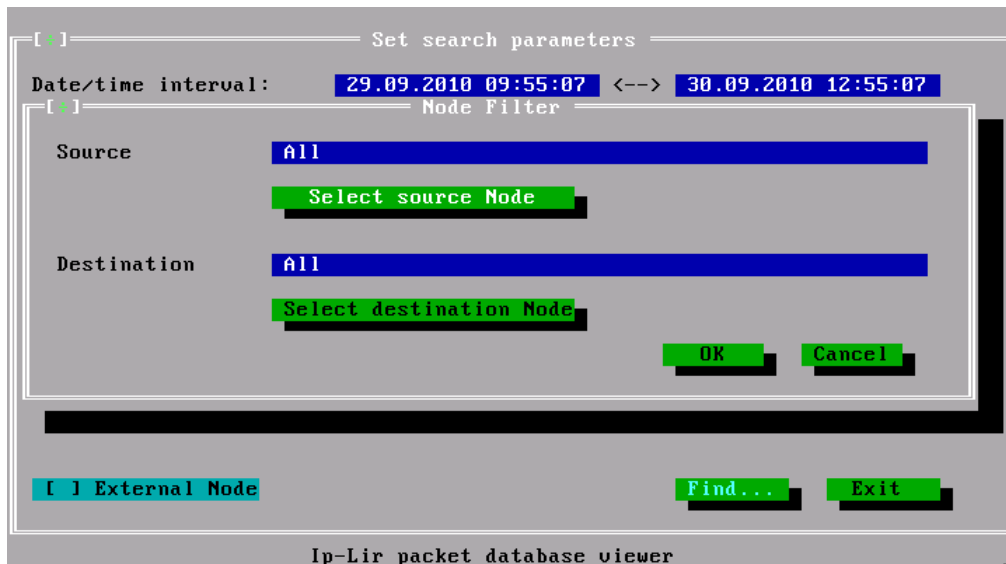 [↕] Set search parameters
Date/time interval: 29.09.2010 09:55:07 <--> 30.09.2010 12:55:07
[↕] Node Filter
Source All
Select source Node
Destination All
Select destination Node
OK Cancel
[ ] External Node Find... Exit
Ip-Lir packet database viewer